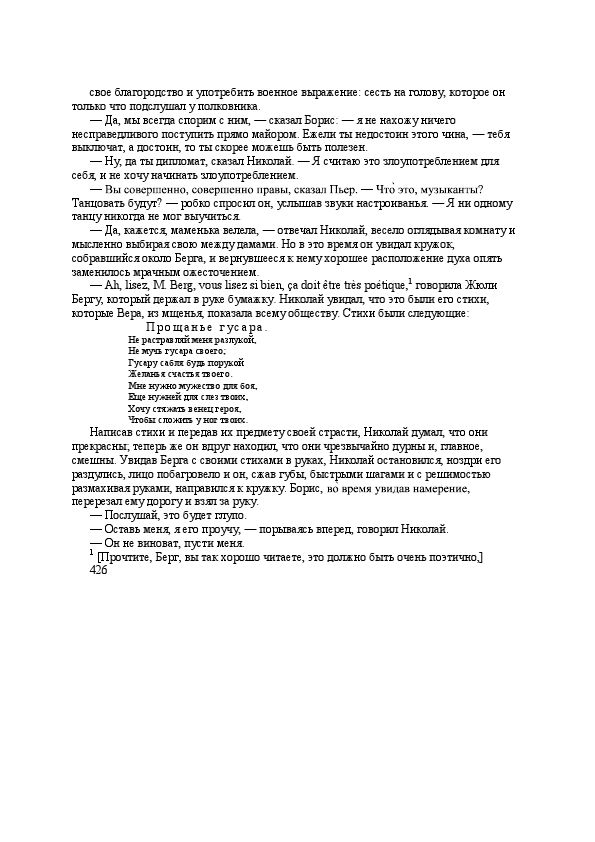 свое благородство и употребить военное выражение: сесть на голову, которое он
только что подслушал у полковника.
— Да, мы всегда спорим с ним, — сказал Борис: — я не нахожу ничего
несправедливого поступить прямо майором. Ежели ты недостоин этого чина, — тебя
выключат, а достоин, то ты скорее можешь быть полезен.
— Ну, да ты дипломат, сказал Николай. — Я считаю это злоупотреблением для
себя, и не хочу начинать злоупотреблением.
— Вы совершенно, совершенно правы, сказал Пьер. — Что̀ это, музыканты?
Танцовать будут? — робко спросил он, услышав звуки настроиванья. — Я ни одному
танцу никогда не мог выучиться.
— Да, кажется, маменька велела, — отвечал Николай, весело оглядывая комнату и
мысленно выбирая свою между дамами. Но в это время он увидал кружок,
собравшийся около Берга, и вернувшееся к нему хорошее расположение духа опять
заменилось мрачным ожесточением.
— Ah, lisez, M. Berg, vous lisez si bien, ça doit être très poétique,¹ говорила Жюли
Бергу, который держал в руке бумажку. Николай увидал, что это были его стихи,
которые Вера, из мщенья, показала всему обществу. Стихи были следующие:
Прощанье гусара.
Не растравляй меня разлукой,
Не мучь гусара своего;
Гусару сабля будь порукой
Желанья счастья твоего.
Мне нужно мужество для боя,
Еще нужней для слез твоих,
Хочу стяжать венец героя,
Чтобы сложить у ног твоих.
Написав стихи и передав их предмету своей страсти, Николай думал, что они
прекрасны; теперь же он вдруг находил, что они чрезвычайно дурны и, главное,
смешны. Увидав Берга с своими стихами в руках, Николай остановился, ноздри его
раздулись, лицо побагровело и он, сжав губы, быстрыми шагами и с решимостью
размахивая руками, направился к кружку. Борис, во̀ время увидав намерение,
перерезал ему дорогу и взял за руку.
— Послушай, это будет глупо.
— Оставь меня, я его проучу, — порываясь вперед, говорил Николай.
— Он не виноват, пусти меня.
¹ [Прочтите, Берг, вы так хорошо читаете, это должно быть очень поэтично,]
426